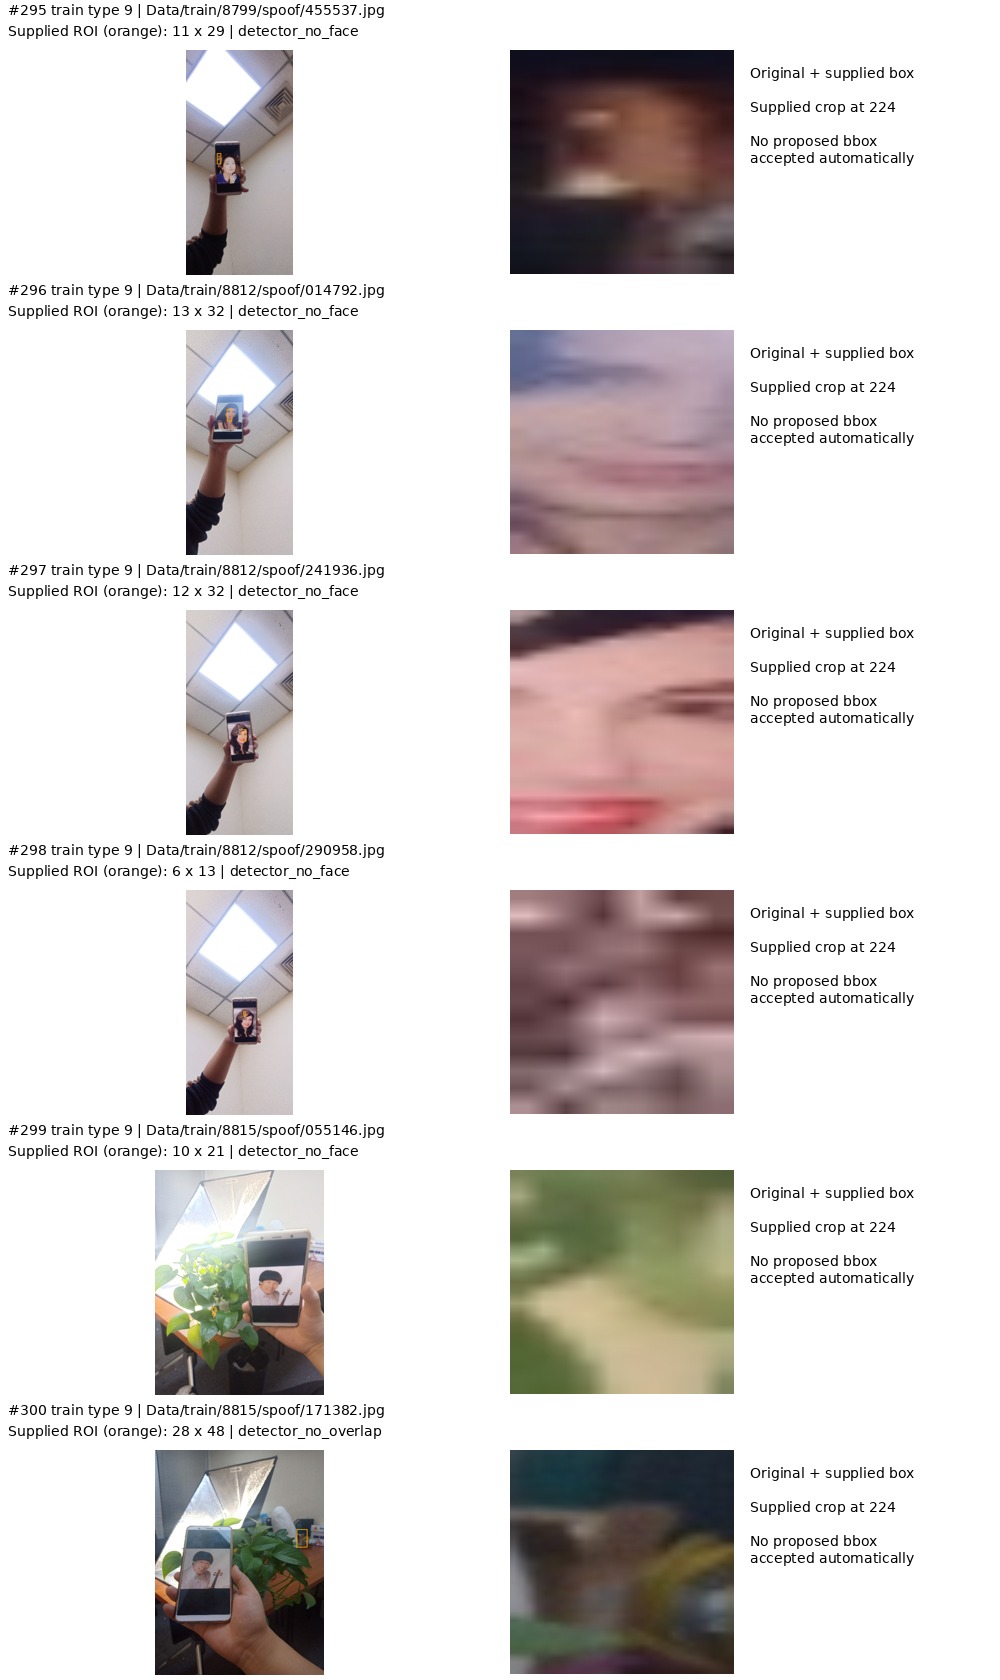 #295 train type 9 | Data/train/8799/spoof/455537.jpg
Supplied ROI (orange): 11 x 29 | detector_no_face
Original + supplied box
Supplied crop at 224
No proposed bbox
accepted automatically
#296 train type 9 | Data/train/8812/spoof/014792.jpg
Supplied ROI (orange): 13 x 32 | detector_no_face
Original + supplied box
Supplied crop at 224
No proposed bbox
accepted automatically
#297 train type 9 | Data/train/8812/spoof/241936.jpg
Supplied ROI (orange): 12 x 32 | detector_no_face
Original + supplied box
Supplied crop at 224
No proposed bbox
accepted automatically
#298 train type 9 | Data/train/8812/spoof/290958.jpg
Supplied ROI (orange): 6 x 13 | detector_no_face
Original + supplied box
Supplied crop at 224
No proposed bbox
accepted automatically
#299 train type 9 | Data/train/8815/spoof/055146.jpg
Supplied ROI (orange): 10 x 21 | detector_no_face
Original + supplied box
Supplied crop at 224
No proposed bbox
accepted automatically
#300 train type 9 | Data/train/8815/spoof/171382.jpg
Supplied ROI (orange): 28 x 48 | detector_no_overlap
Original + supplied box
Supplied crop at 224
No proposed bbox
accepted automatically